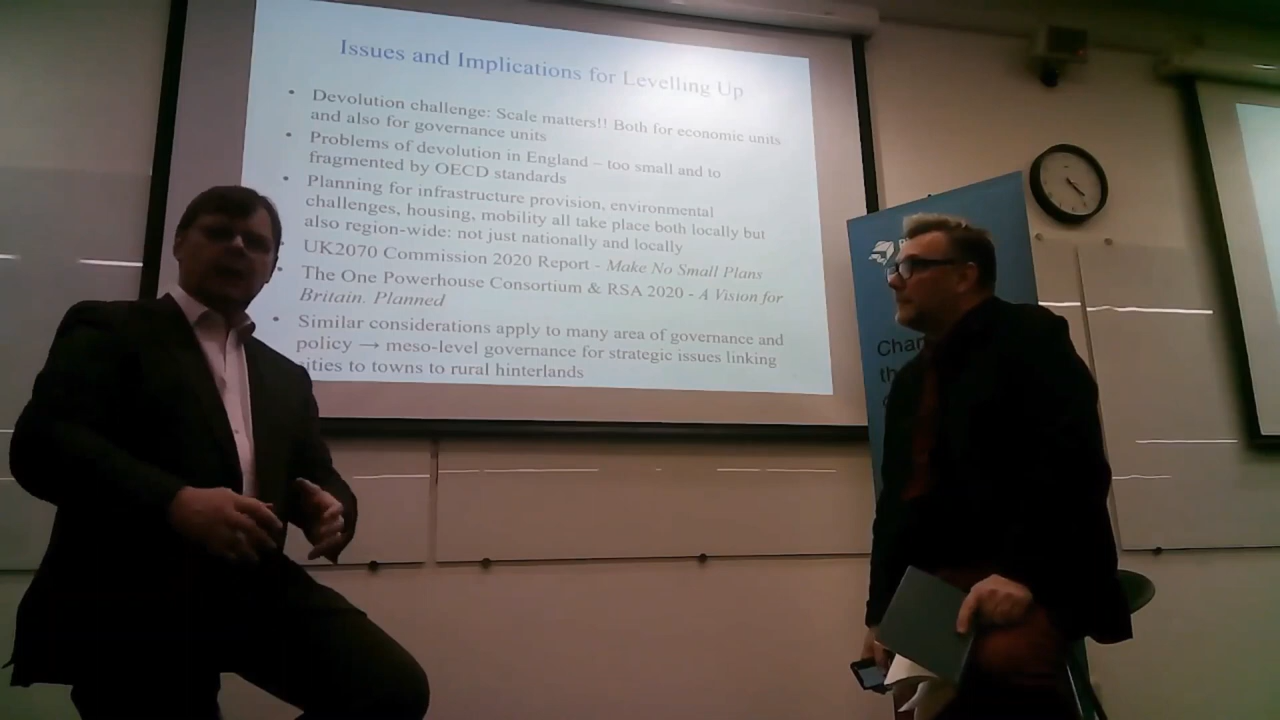 Issues and Implications for Levelling Up
• Devolution challenge: Scale matters!! Both for economic units
and also for governance units
• Problems of devolution in England – too small and to
fragmented by OECD standards
• Planning for infrastructure provision, environmental
challenges, housing, mobility all take place both locally but
also region-wide: not just nationally and locally
• UK2070 Commission 2020 Report - Make No Small Plans
• The One Powerhouse Consortium & RSA 2020 - A Vision for
Britain. Planned
• Similar considerations apply to many area of governance and
policy → meso-level governance for strategic issues linking
to towns to rural hinterlands